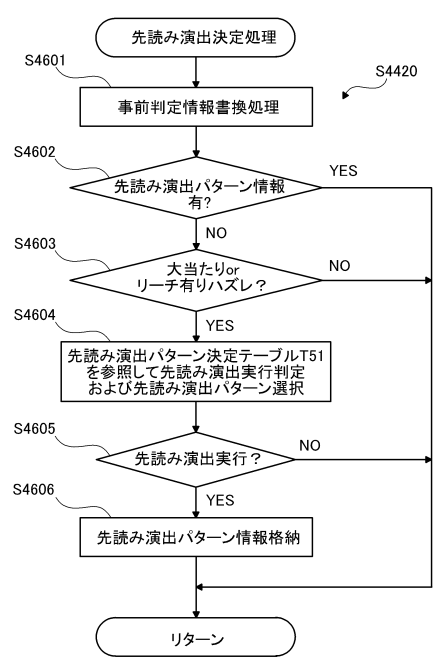 先読み演出決定処理
S4601
S4420
事前判定情報書換処理
S4602
先読み演出パターン情報
有?
YES
NO
S4603
大当たりor
リーチ有りハズレ？
NO
YES
S4604
先読み演出パターン決定テーブルT51
を参照して先読み演出実行判定
および先読み演出パターン選択
S4605
先読み演出実行？
NO
YES
S4606
先読み演出パターン情報格納
リターン